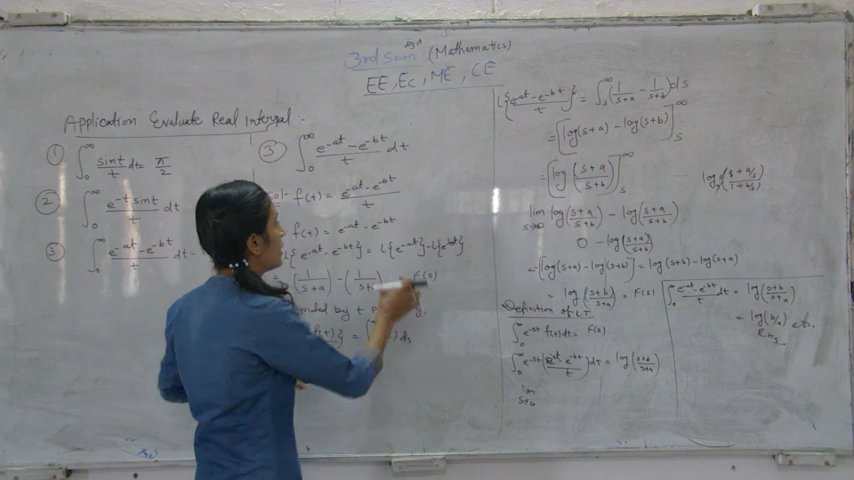 3rd Sem (Mathematics)
EE, EC, ME, CE
Application Evaluate Real Integral :-
① ∫₀^∞ sint/t dt = π/2
② ∫₀^∞ e^-t sint/t dt
③ ∫₀^∞ e^-at - e^-bt/t dt
③ ∫₀^∞ e^-at - e^-bt/t dt
f(t) = e^-at - e^-bt/t
f(t) = e^-at - e^-bt
L{e^-at - e^-bt} = L{e^-at} - L{e^-bt}
= (1/s+a) - (1/s+ F(s)
by t
= ds
L{e^-at - e^-bt/t} = ∫ₛ^∞ (1/s+a - 1/s+b) ds
= [log(s+a) - log(s+b)]ₛ^∞
= [log (s+a/s+b)]ₛ^∞
log (1+b/s)
lim log(s+a/s+b) - log(s+a/s+b)
0 - log(s+a/s+b)
= -[log(s+a) - log(s+b)] = log(s+b) - log(s+a)
= log(s+b/s+a) = F(s)
Definition of LT
∫₀^∞ e^-st f(t) dt = F(s)
∫₀^∞ e^-st (e^-at - e^-bt/t) dt = log(s+b/s+a)
lim
∫₀^∞ e^-at - e^-bt/t dt = log(0+b/0+a)
= log(b/a)
R.H.S